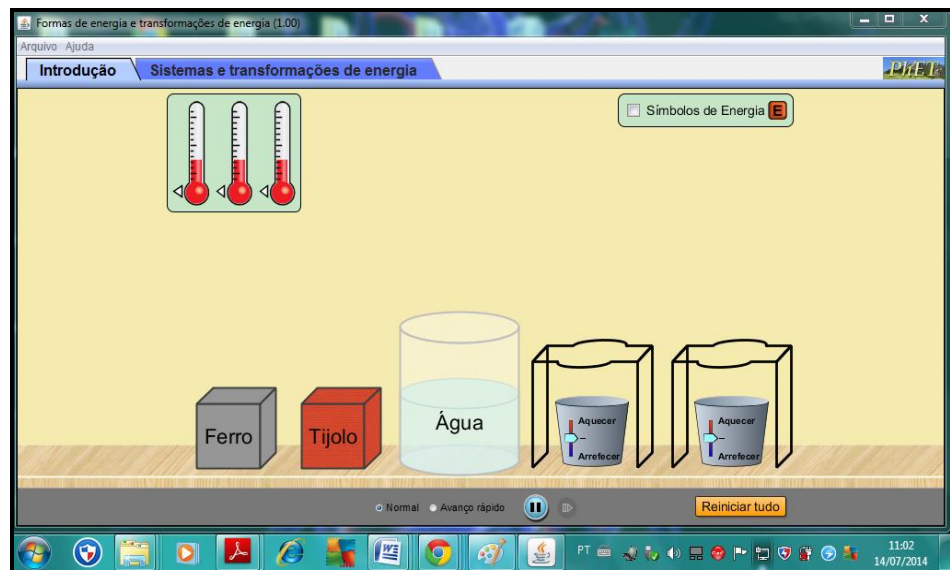 Formas de energia e transformações de energia (1.00)
Arquivo Ajuda
Introdução Sistemas e transformações de energia PhET
Símbolos de Energia E
Ferro Tijolo Água
Aquecer Aquecer
Arrefecer Arrefecer
Normal Avanço rápido Reiniciar tudo
PT 11:02
14/07/2014